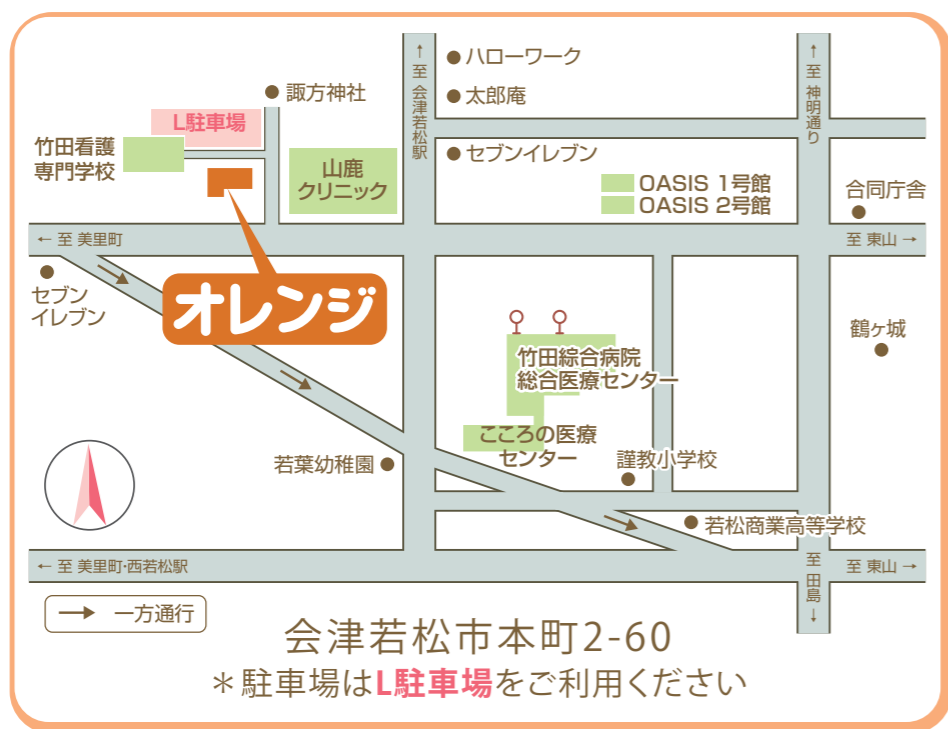 ↑ 至 会津若松駅
ハローワーク
↑ 至 神明通り
諏方神社
太郎庵
L駐車場
竹田看護
専門学校
セブンイレブン
山鹿
クリニック
OASIS 1号館
OASIS 2号館
合同庁舎
← 至 美里町
至 東山 →
セブン
イレブン
オレンジ
鶴ヶ城
竹田綜合病院
総合医療センター
こころの医療
センター
若葉幼稚園
謹教小学校
若松商業高等学校
← 至 美里町・西若松駅
至 田島 ↓
至 東山 →
→ 一方通行
会津若松市本町2-60
＊駐車場はL駐車場をご利用ください